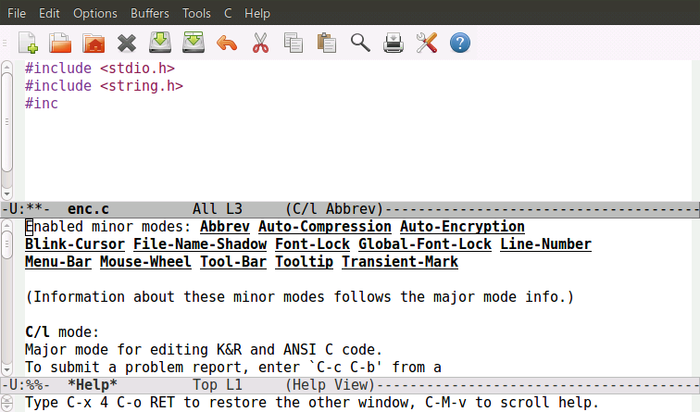 File Edit Options Buffers Tools C Help
#include <stdio.h>
#include <string.h>
#inc
-U:**-  enc.c          All L3     (C/l Abbrev)--------------------------------------
Enabled minor modes: Abbrev Auto-Compression Auto-Encryption
Blink-Cursor File-Name-Shadow Font-Lock Global-Font-Lock Line-Number
Menu-Bar Mouse-Wheel Tool-Bar Tooltip Transient-Mark
(Information about these minor modes follows the major mode info.)
C/l mode:
Major mode for editing K&R and ANSI C code.
To submit a problem report, enter `C-c C-b' from a
-U:%%-  *Help*         Top L1     (Help View)---------------------------------------
Type C-x 4 C-o RET to restore the other window, C-M-v to scroll help.